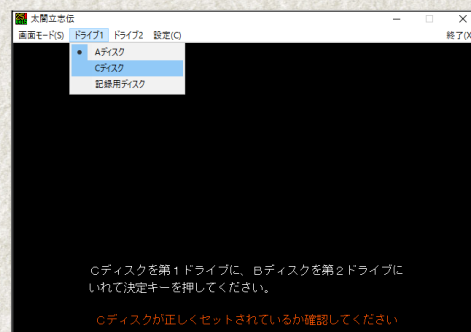 太閤立志伝
画面モード(S) ドライブ1 ドライブ2 設定(C) 終了(X
Aディスク
Cディスク
記録用ディスク
Cディスクを第1ドライブに、Bディスクを第2ドライブに
いれて決定キーを押してください。
Cディスクが正しくセットされているか確認してください